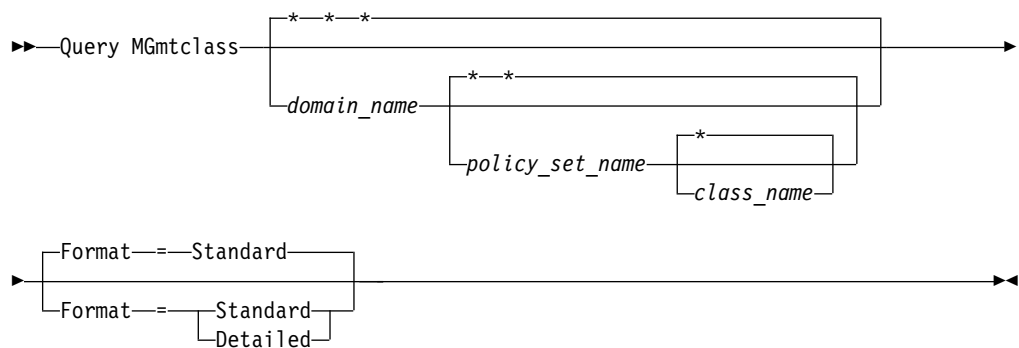 * * *
Query MGmtclass
* *
domain_name
*
policy_set_name
class_name
Format = Standard
Format = Standard
Detailed